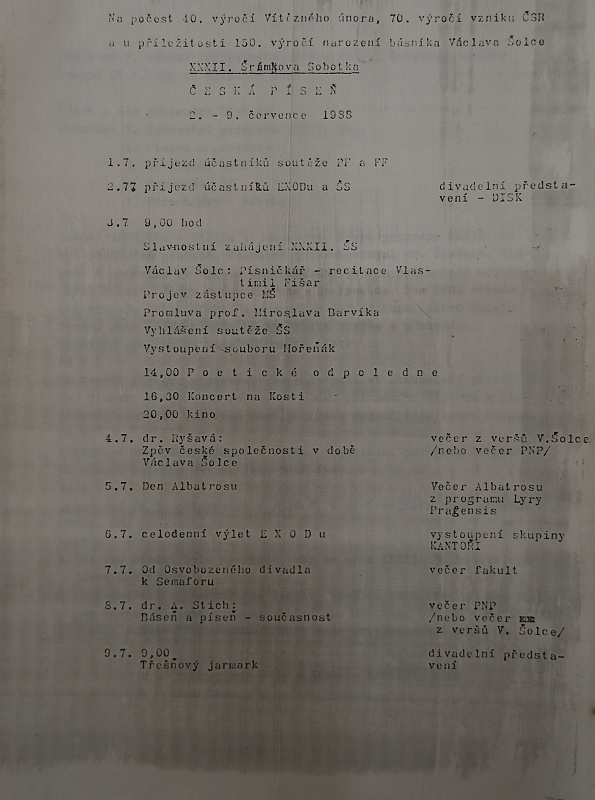 Na počest 40. výročí Vítězného února, 70. výročí vzniku ČSR
a u příležitosti 150. výročí narození básníka Václava Šolce
XXXII. Šrámkova Sobotka
Č E S K Á P Í S E Ň
2. - 9. července 1988
1.7. příjezd účastníků soutěže PF a FF
2.7. příjezd účastníků EXODu a ŠS divadelní předsta-
vení - DISK
3.7 9,00 hod
Slavnostní zahájení XXXII. ŠS
Václav Šolc: Písničkář - recitace Vlas-
timil Fišar
Projev zástupce MŠ
Promluva prof. Miroslava Barvíka
Vyhlášení soutěže ŠS
Vystoupení souboru Hořeňák
14,00 P o e t i c k é o d p o l e d n e
16,30 Koncert na Kosti
20,00 kino
4.7. dr. Ryšavá: večer z veršů V.Šolce
Zpěv české společnosti v době /nebo večer PNP/
Václava Šolce
5.7. Den Albatrosu Večer Albatrosu
z programu Lyry
Pragensis
6.7. celodenní výlet E X O D u vystoupení skupiny
KANTOŘI
7.7. Od Osvobozeného divadla večer fakult
k Semaforu
8.7. dr. A. Stich: večer PNP
Báseň a píseň - současnost /nebo večer
z veršů V. Šolce/
9.7. 9,00 divadelní předsta-
Třešňový jarmark vení